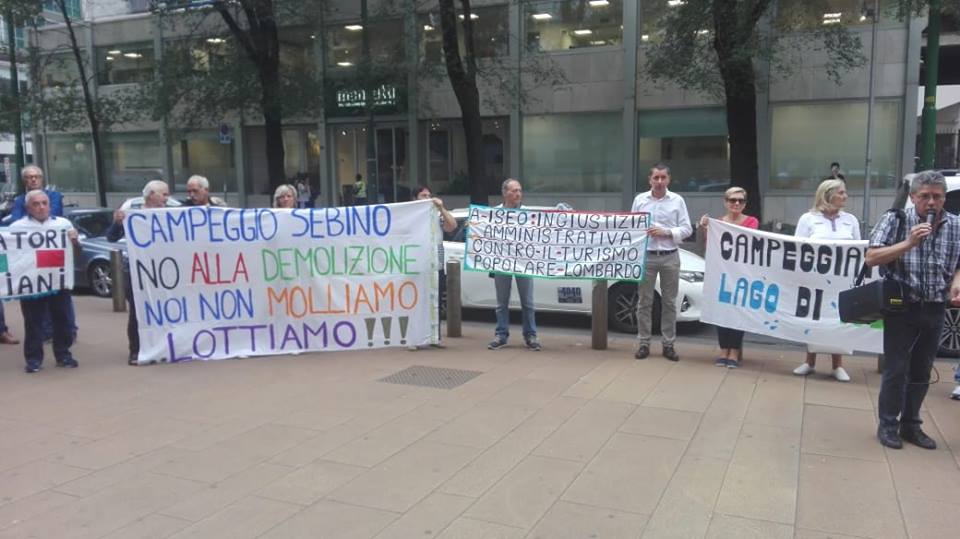 ATORI
IANI
CAMPEGGIO SEBINO
NO ALLA DEMOLIZIONE
NOI NON MOLLIAMO
..LOTTIAMO !!!
A-ISEO: INGIUSTIZIA
AMMINISTRATIVA
CONTRO-IL-TURISMO
POPOLARE-LOMBARDO
4040
CAMPEGGIA
LAGO DI